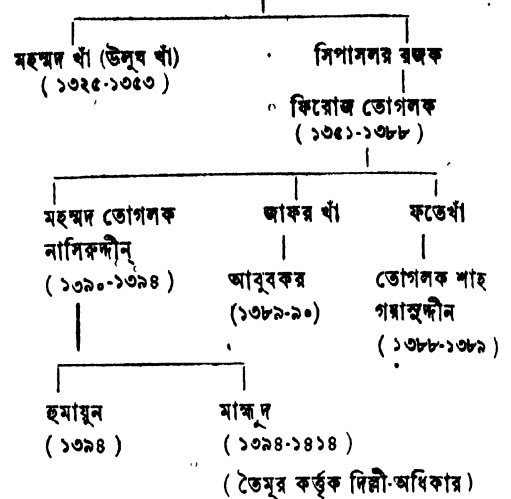 মহম্মদ খাঁ (উলুঘ খাঁ)
(১৩২৫-১৩৫৩)
সিপাসলর রজক
ফিরোজ তোগলক
(১৩৫১-১৩৮৮)
মহম্মদ তোগলক
নাসিরুদ্দীন্
(১৩৯০-১৩৯৪)
জাফর খাঁ
আবুবকর
(১৩৮৯-৯০)
ফতেখাঁ
তোগলক শাহ
গয়াসুদ্দীন
(১৩৮৮-১৩৮৯)
হুমায়ুন
(১৩৯৪)
মাহ্মুদ
(১৩৯৪-১৪১৪)
(তৈমূর কর্ত্তৃক দিল্লী-অধিকার)